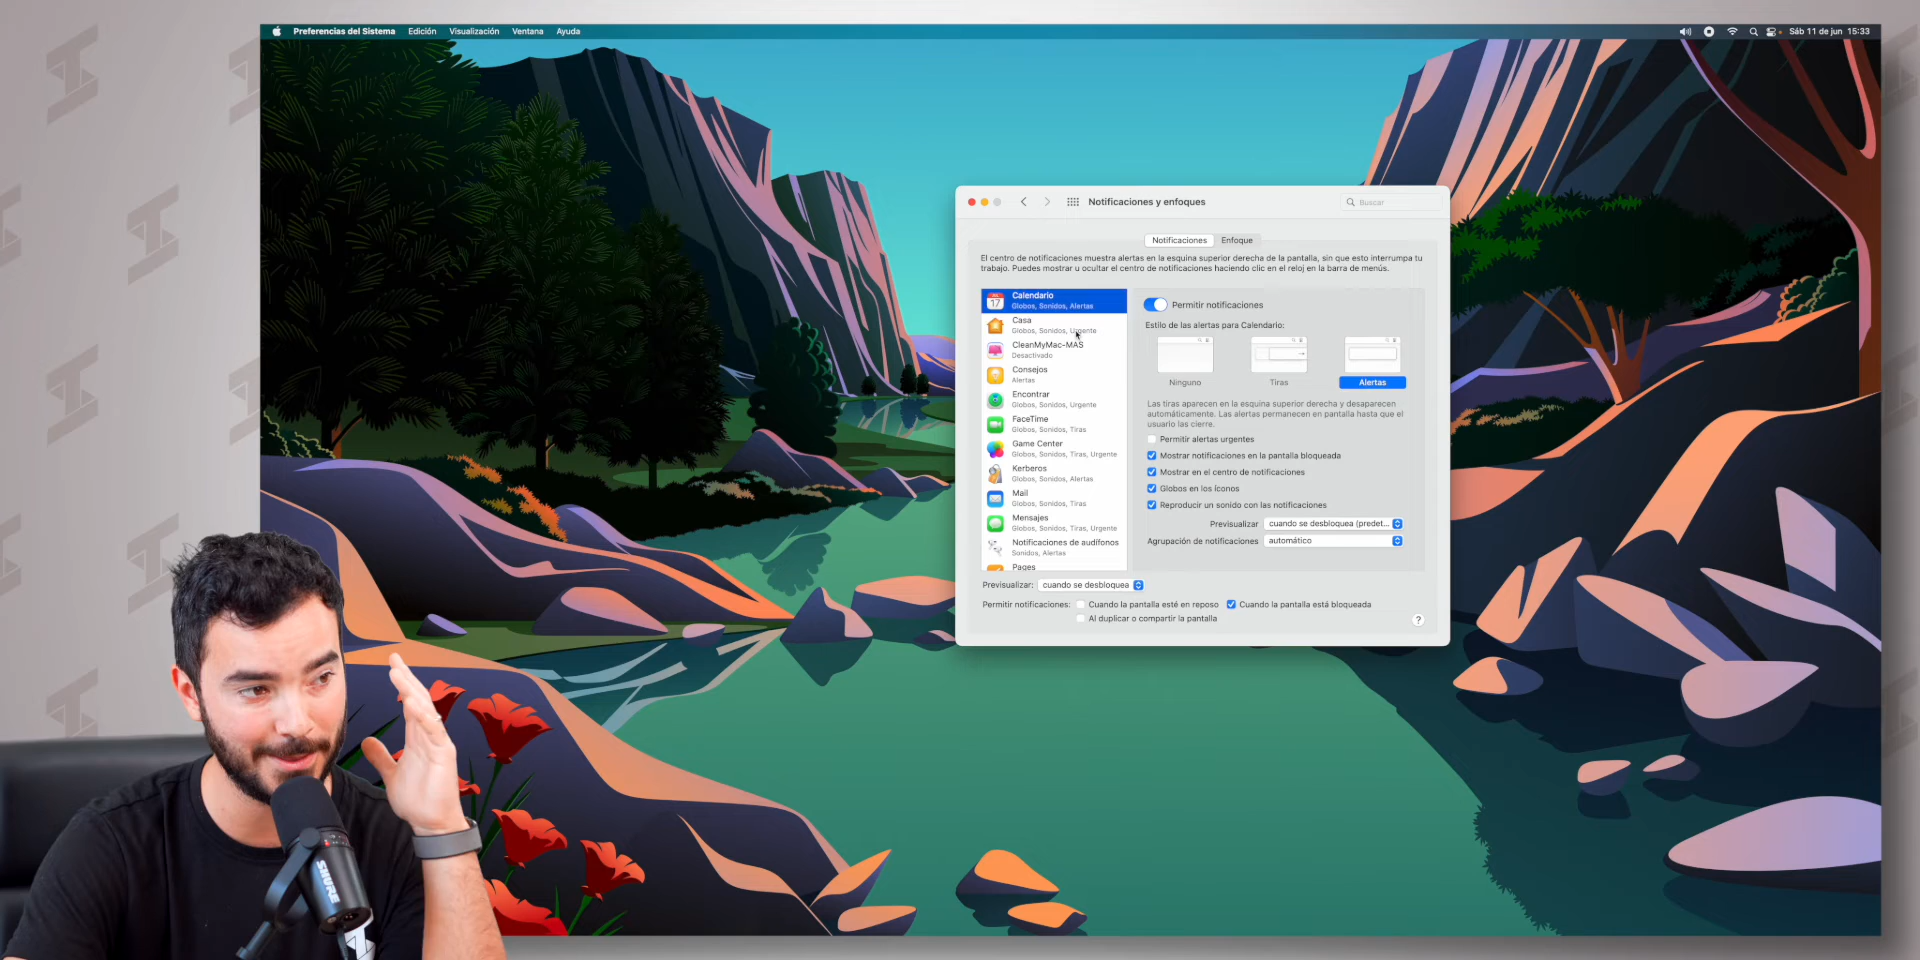 Preferencias del Sistema Edición Visualización Ventana Ayuda Sáb 11 de jun 15:33
Notificaciones y enfoques Buscar
Notificaciones Enfoque
El centro de notificaciones muestra alertas en la esquina superior derecha de la pantalla, sin que esto interrumpa tu
trabajo. Puedes mostrar u ocultar el centro de notificaciones haciendo clic en el reloj en la barra de menús.
Calendario
Globos, Sonidos, Alertas
Casa
Globos, Sonidos, Urgente
CleanMyMac-MAS
Desactivado
Consejos
Alertas
Encontrar
Globos, Sonidos, Urgente
FaceTime
Globos, Sonidos, Tiras
Game Center
Globos, Sonidos, Tiras, Urgente
Kerberos
Globos, Sonidos, Alertas
Mail
Globos, Sonidos, Tiras
Mensajes
Globos, Sonidos, Tiras, Urgente
Notificaciones de audífonos
Sonidos, Alertas
Pages
Permitir notificaciones
Estilo de las alertas para Calendario:
Ninguno Tiras Alertas
Las tiras aparecen en la esquina superior derecha y desaparecen
automáticamente. Las alertas permanecen en pantalla hasta que el
usuario las cierre.
Permitir alertas urgentes
Mostrar notificaciones en la pantalla bloqueada
Mostrar en el centro de notificaciones
Globos en los íconos
Reproducir un sonido con las notificaciones
Previsualizar cuando se desbloquea (predet...
Agrupación de notificaciones automático
Previsualizar: cuando se desbloquea
Permitir notificaciones: Cuando la pantalla esté en reposo Cuando la pantalla está bloqueada
Al duplicar o compartir la pantalla ?
SHURE